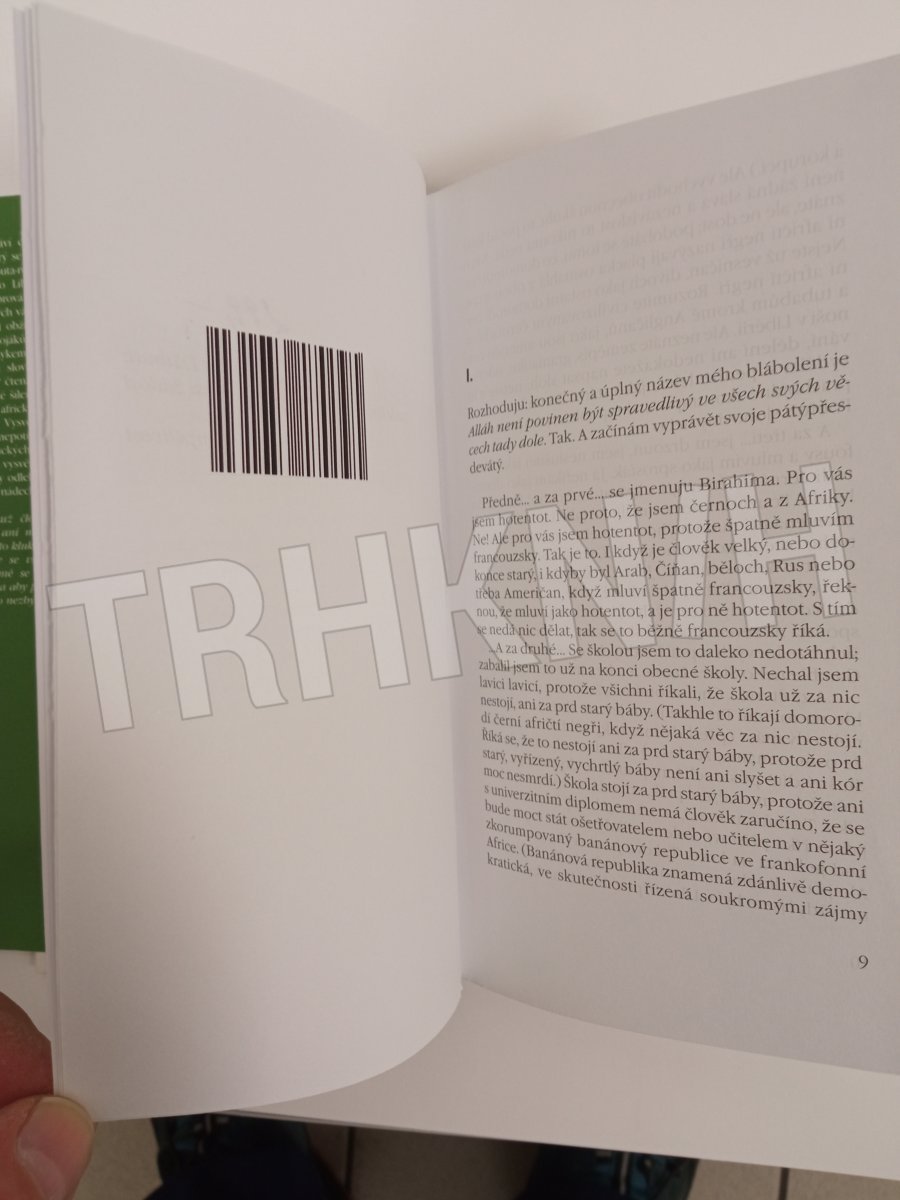 I.
Rozhoduju: konečný a úplný název mého blábolení je
Alláh není povinen být spravedlivý ve všech svých vě-
cech tady dole. Tak. A začínám vyprávět svoje pátýpřes-
devátý.
Předně... a za prvé... se jmenuju Birahima. Pro vás
jsem hotentot. Ne proto, že jsem černoch a z Afriky.
Ne! Ale pro vás jsem hotentot, protože špatně mluvím
francouzsky. Tak je to. I když je člověk velký, nebo do-
konce starý, i kdyby byl Arab, Číňan, běloch, Rus nebo
třeba Američan, když mluví špatně francouzsky, řek-
nou, že mluví jako hotentot, a je pro ně hotentot. S tím
se nedá nic dělat, tak se to běžně francouzsky říká.
...A za druhé... Se školou jsem to daleko nedotáhnul;
zabalil jsem to už na konci obecné školy. Nechal jsem
lavici lavicí, protože všichni říkali, že škola už za nic
nestojí, ani za prd starý báby. (Takhle to říkají domoro-
dí černí afričtí negři, když nějaká věc za nic nestojí.
Říká se, že to nestojí ani za prd starý báby, protože prd
starý, vyřízený, vychrtlý báby není ani slyšet a ani kór
moc nesmrdí.) Škola stojí za prd starý báby, protože ani
s univerzitním diplomem nemá člověk zaručíno, že se
bude moct stát ošetřovatelem nebo učitelem v nějaký
zkorumpovaný banánový republice ve frankofonní
Africe. (Banánová republika znamená zdánlivě demo-
kratická, ve skutečnosti řízená soukromými zájmy
9
TRHKNIH